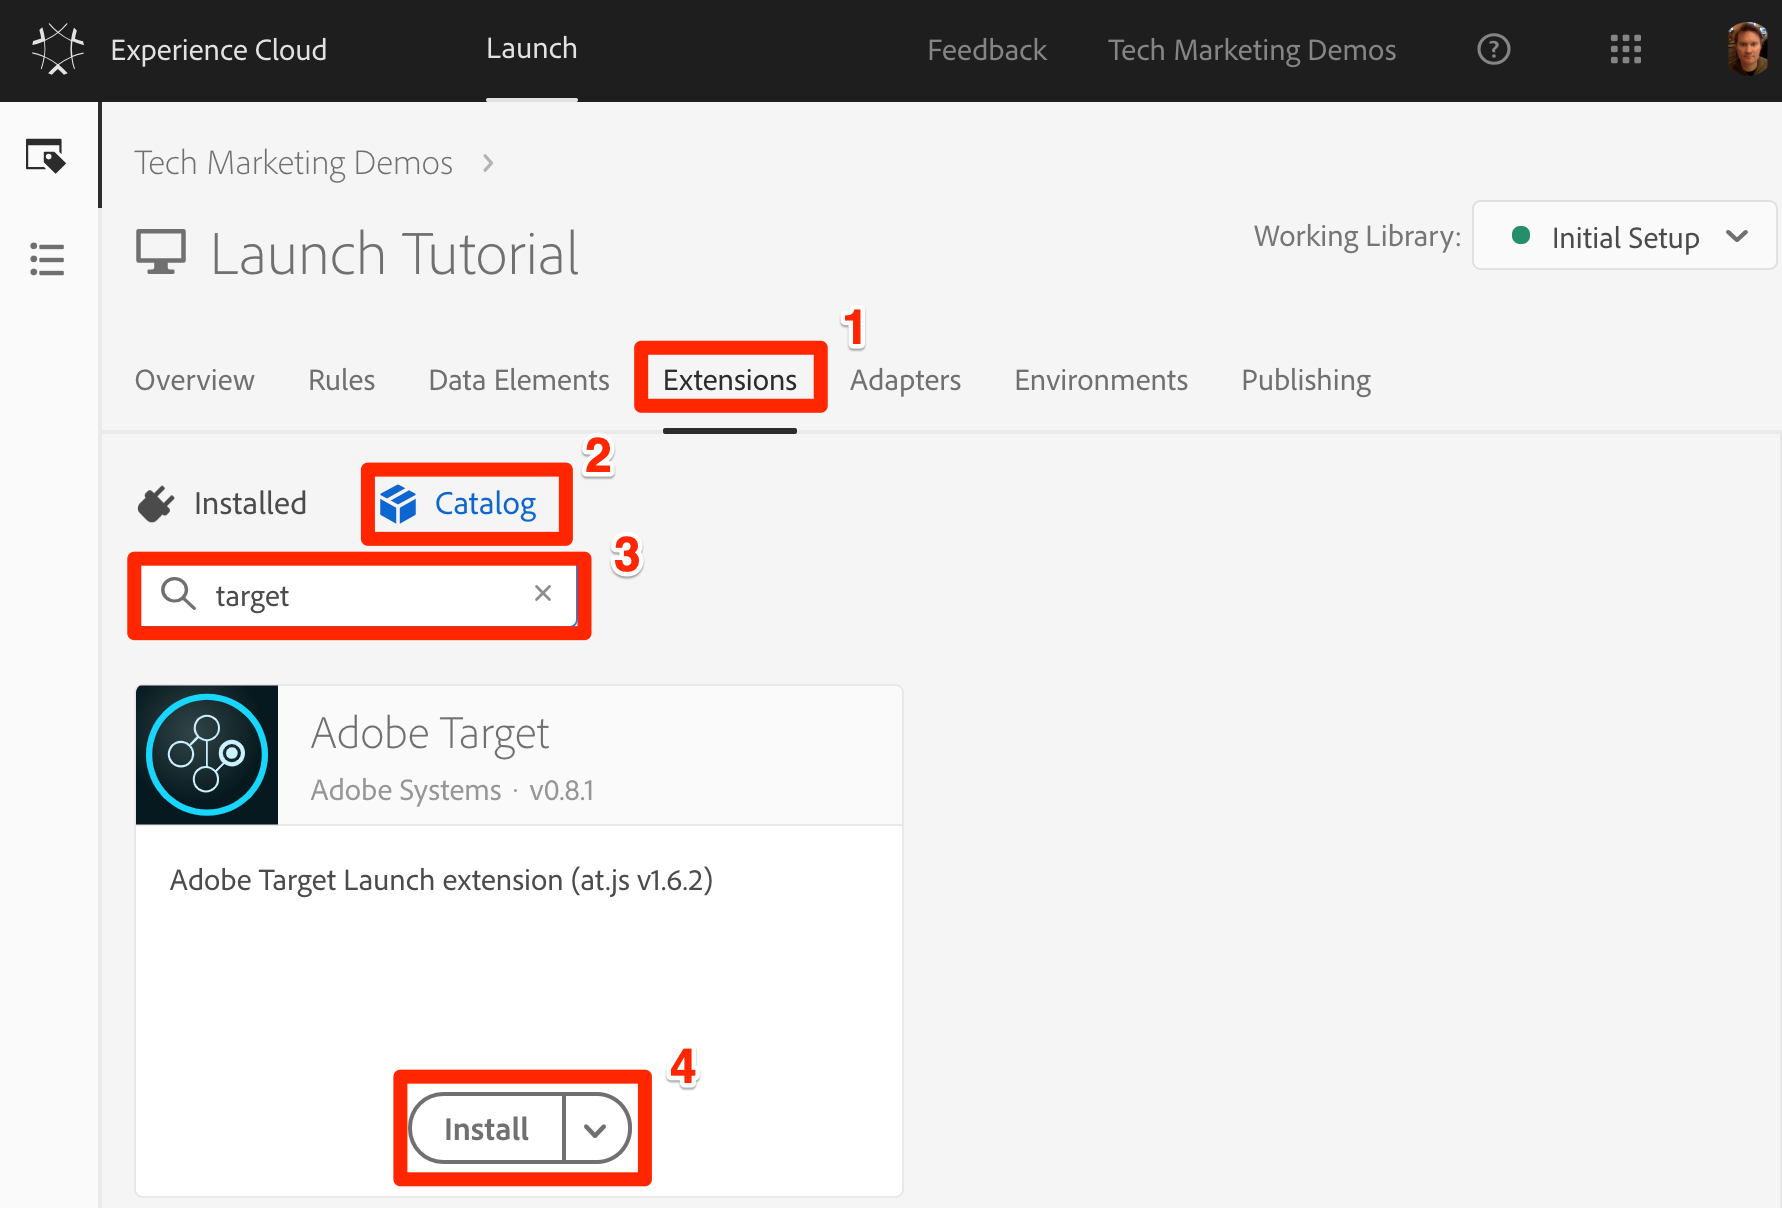 Experience Cloud Launch Feedback Tech Marketing Demos ?
Tech Marketing Demos >
Launch Tutorial
Working Library: Initial Setup
1
Overview Rules Data Elements Extensions Adapters Environments Publishing
2
Installed Catalog
3
target ×
Adobe Target
Adobe Systems · v0.8.1
Adobe Target Launch extension (at.js v1.6.2)
4
Install